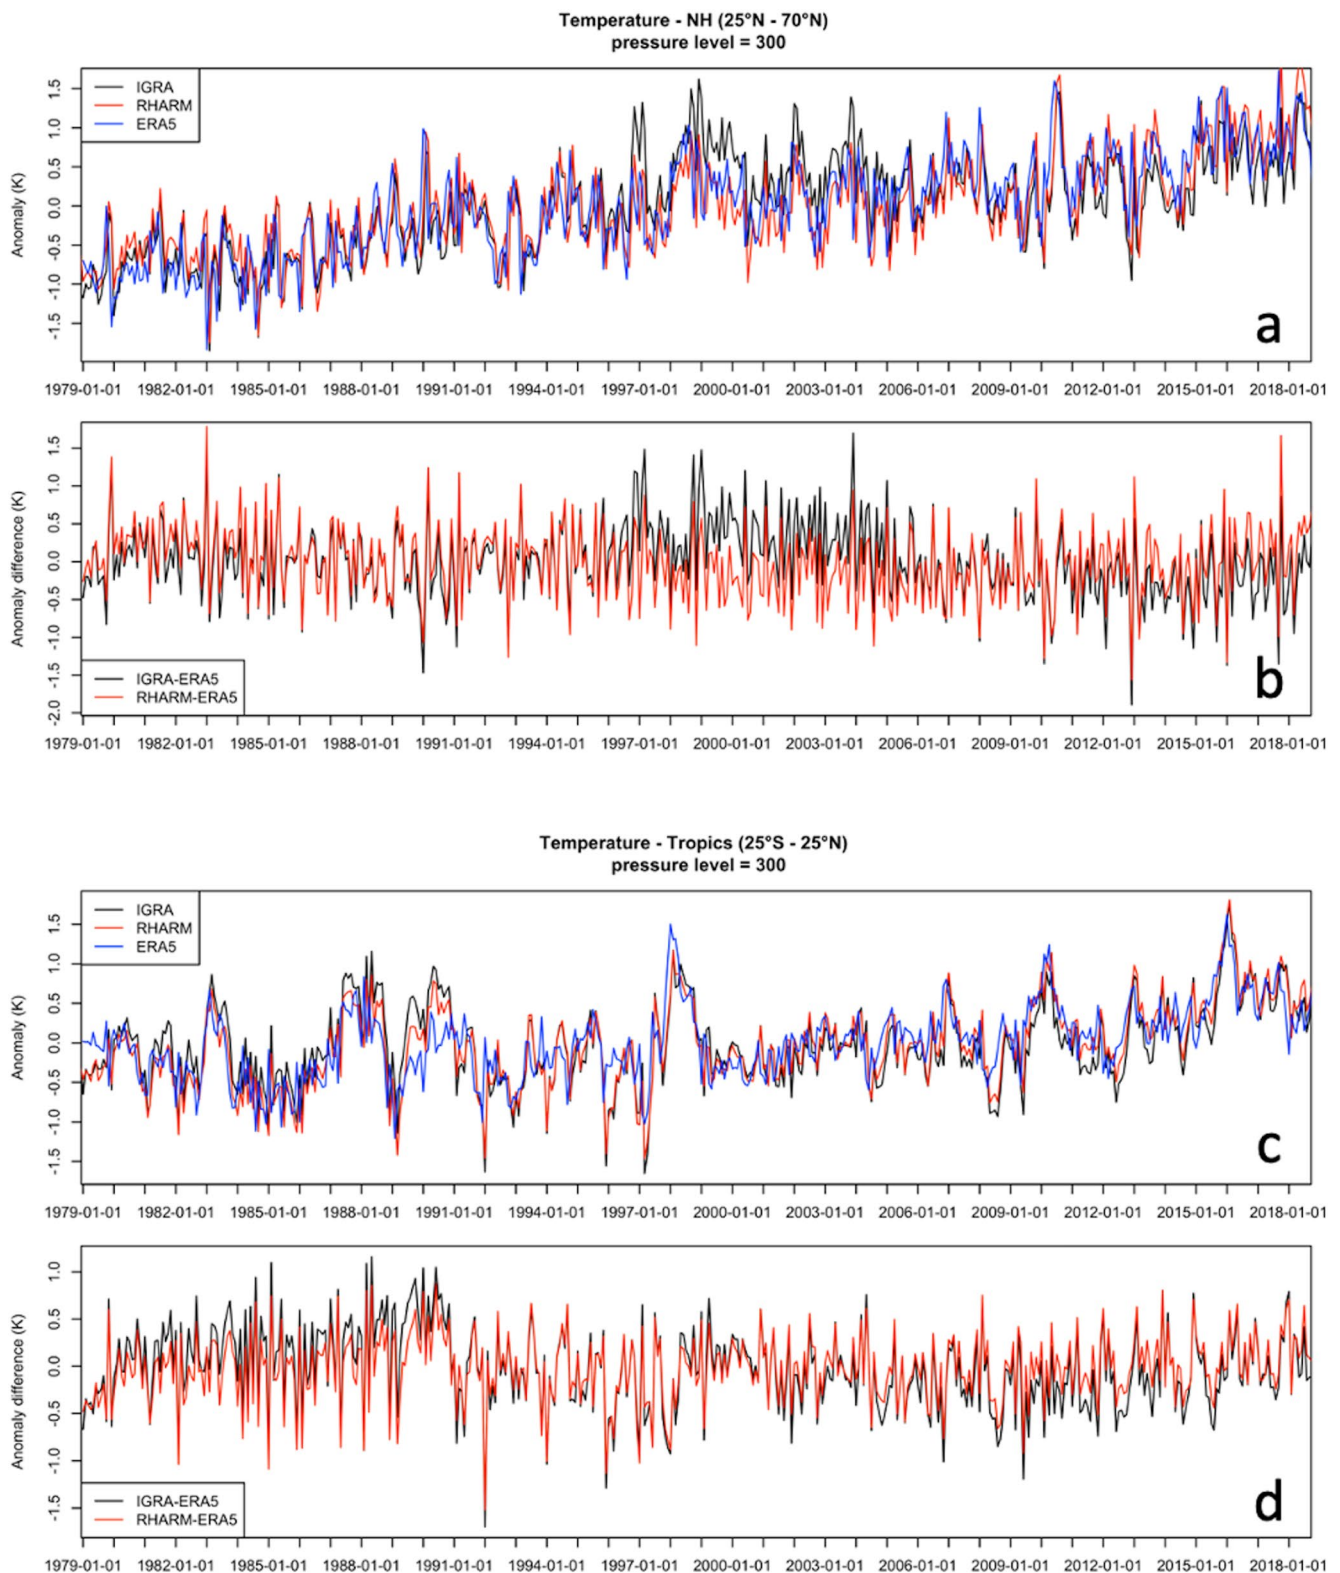 Temperature - NH (25°N - 70°N)
pressure level = 300
IGRA
RHARM
ERA5
Anomaly (K)
1.5
1.0
0.5
0.0
-0.5
-1.0
-1.5
a
1979-01-01 1982-01-01 1985-01-01 1988-01-01 1991-01-01 1994-01-01 1997-01-01 2000-01-01 2003-01-01 2006-01-01 2009-01-01 2012-01-01 2015-01-01 2018-01-01
Anomaly difference (K)
1.5
1.0
0.5
0.0
-0.5
-1.0
-1.5
-2.0
IGRA-ERA5
RHARM-ERA5
b
1979-01-01 1982-01-01 1985-01-01 1988-01-01 1991-01-01 1994-01-01 1997-01-01 2000-01-01 2003-01-01 2006-01-01 2009-01-01 2012-01-01 2015-01-01 2018-01-01
Temperature - Tropics (25°S - 25°N)
pressure level = 300
IGRA
RHARM
ERA5
Anomaly (K)
1.5
1.0
0.5
0.0
-0.5
-1.0
-1.5
c
1979-01-01 1982-01-01 1985-01-01 1988-01-01 1991-01-01 1994-01-01 1997-01-01 2000-01-01 2003-01-01 2006-01-01 2009-01-01 2012-01-01 2015-01-01 2018-01-01
Anomaly difference (K)
1.0
0.5
0.0
-0.5
-1.0
-1.5
IGRA-ERA5
RHARM-ERA5
d
1979-01-01 1982-01-01 1985-01-01 1988-01-01 1991-01-01 1994-01-01 1997-01-01 2000-01-01 2003-01-01 2006-01-01 2009-01-01 2012-01-01 2015-01-01 2018-01-01